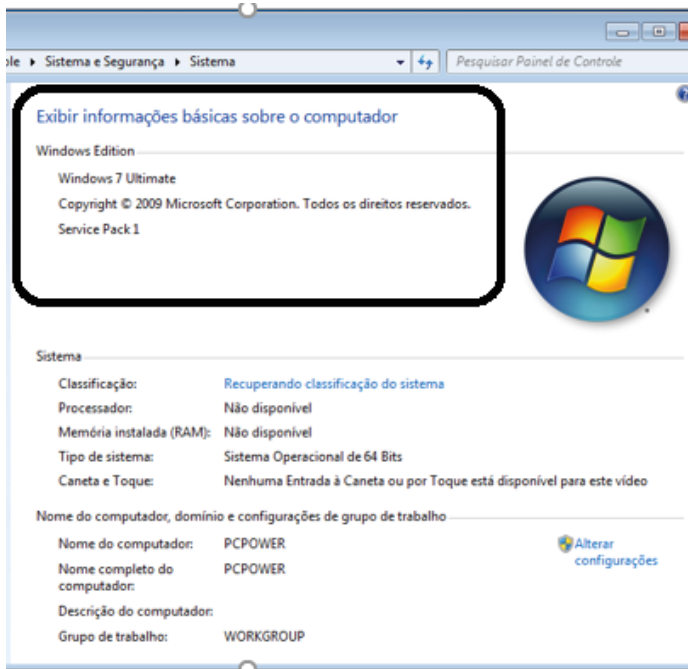 Sistema e Segurança Sistema Pesquisar Painel de Controle
Exibir informações básicas sobre o computador
Windows Edition
Windows 7 Ultimate
Copyright © 2009 Microsoft Corporation. Todos os direitos reservados.
Service Pack 1
Sistema
Classificação: Recuperando classificação do sistema
Processador: Não disponível
Memória instalada (RAM): Não disponível
Tipo de sistema: Sistema Operacional de 64 Bits
Caneta e Toque: Nenhuma Entrada à Caneta ou por Toque está disponível para este vídeo
Nome do computador, domínio e configurações de grupo de trabalho
Nome do computador: PCPOWER Alterar
configurações
Nome completo do PCPOWER
computador:
Descrição do computador:
Grupo de trabalho: WORKGROUP